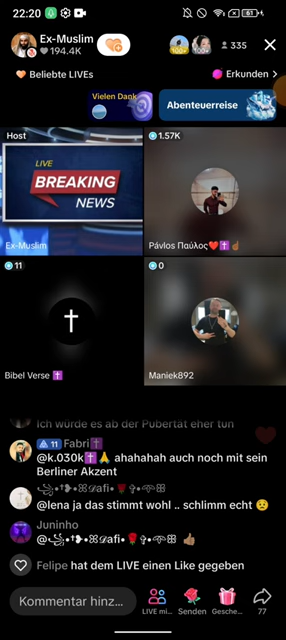 22:20
61
Ex-Muslim
194.4K
100+
100+
335
Beliebte LIVEs
Erkunden >
Vielen Dank
Abenteuerreise
Host
LIVE
BREAKING
NEWS
Ex-Muslim
1.57K
Pávlos Παύλος❤️✝️☝🏾
11
Bibel Verse ✝️
0
Maniek892
Ich würde es ab der Pubertät eher tun
11 Fabri✝️
@k.030k✝️🙏 ahahahah auch noch mit sein
Berliner Akzent
@lena ja das stimmt wohl .. schlimm echt 😟
Juninho
Felipe hat dem LIVE einen Like gegeben
Kommentar hinz...
LIVE mi...
Senden
Gesche...
77